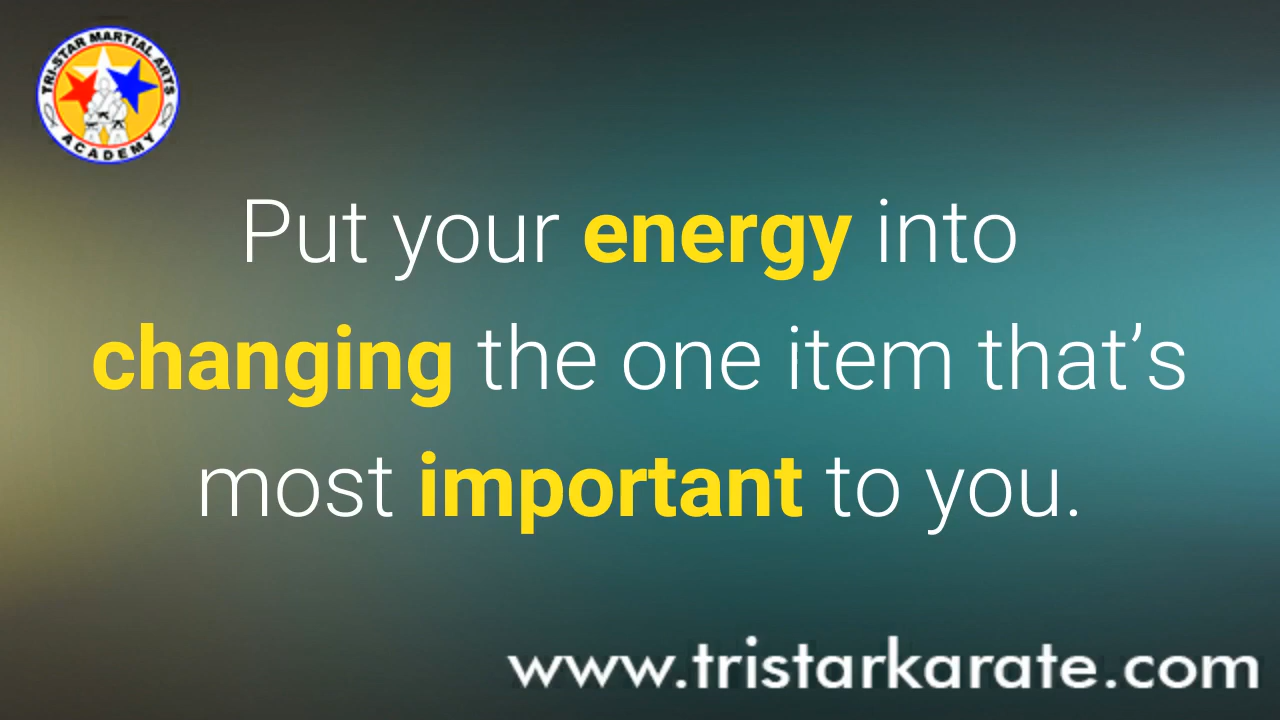 TRI-STAR MARTIAL ARTS
ACADEMY
Put your energy into
changing the one item that’s
most important to you.
www.tristarkarate.com